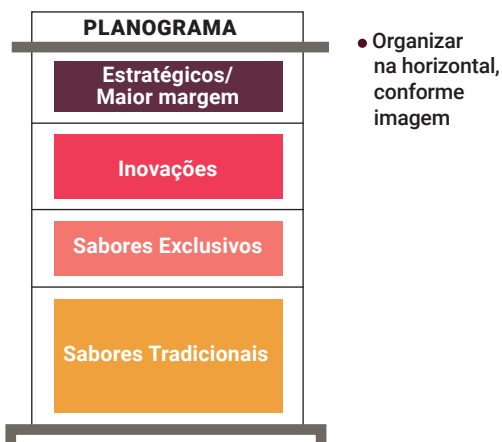 PLANOGRAMA
Estratégicos/
Maior margem
Inovações
Sabores Exclusivos
Sabores Tradicionais
• Organizar
na horizontal,
conforme
imagem